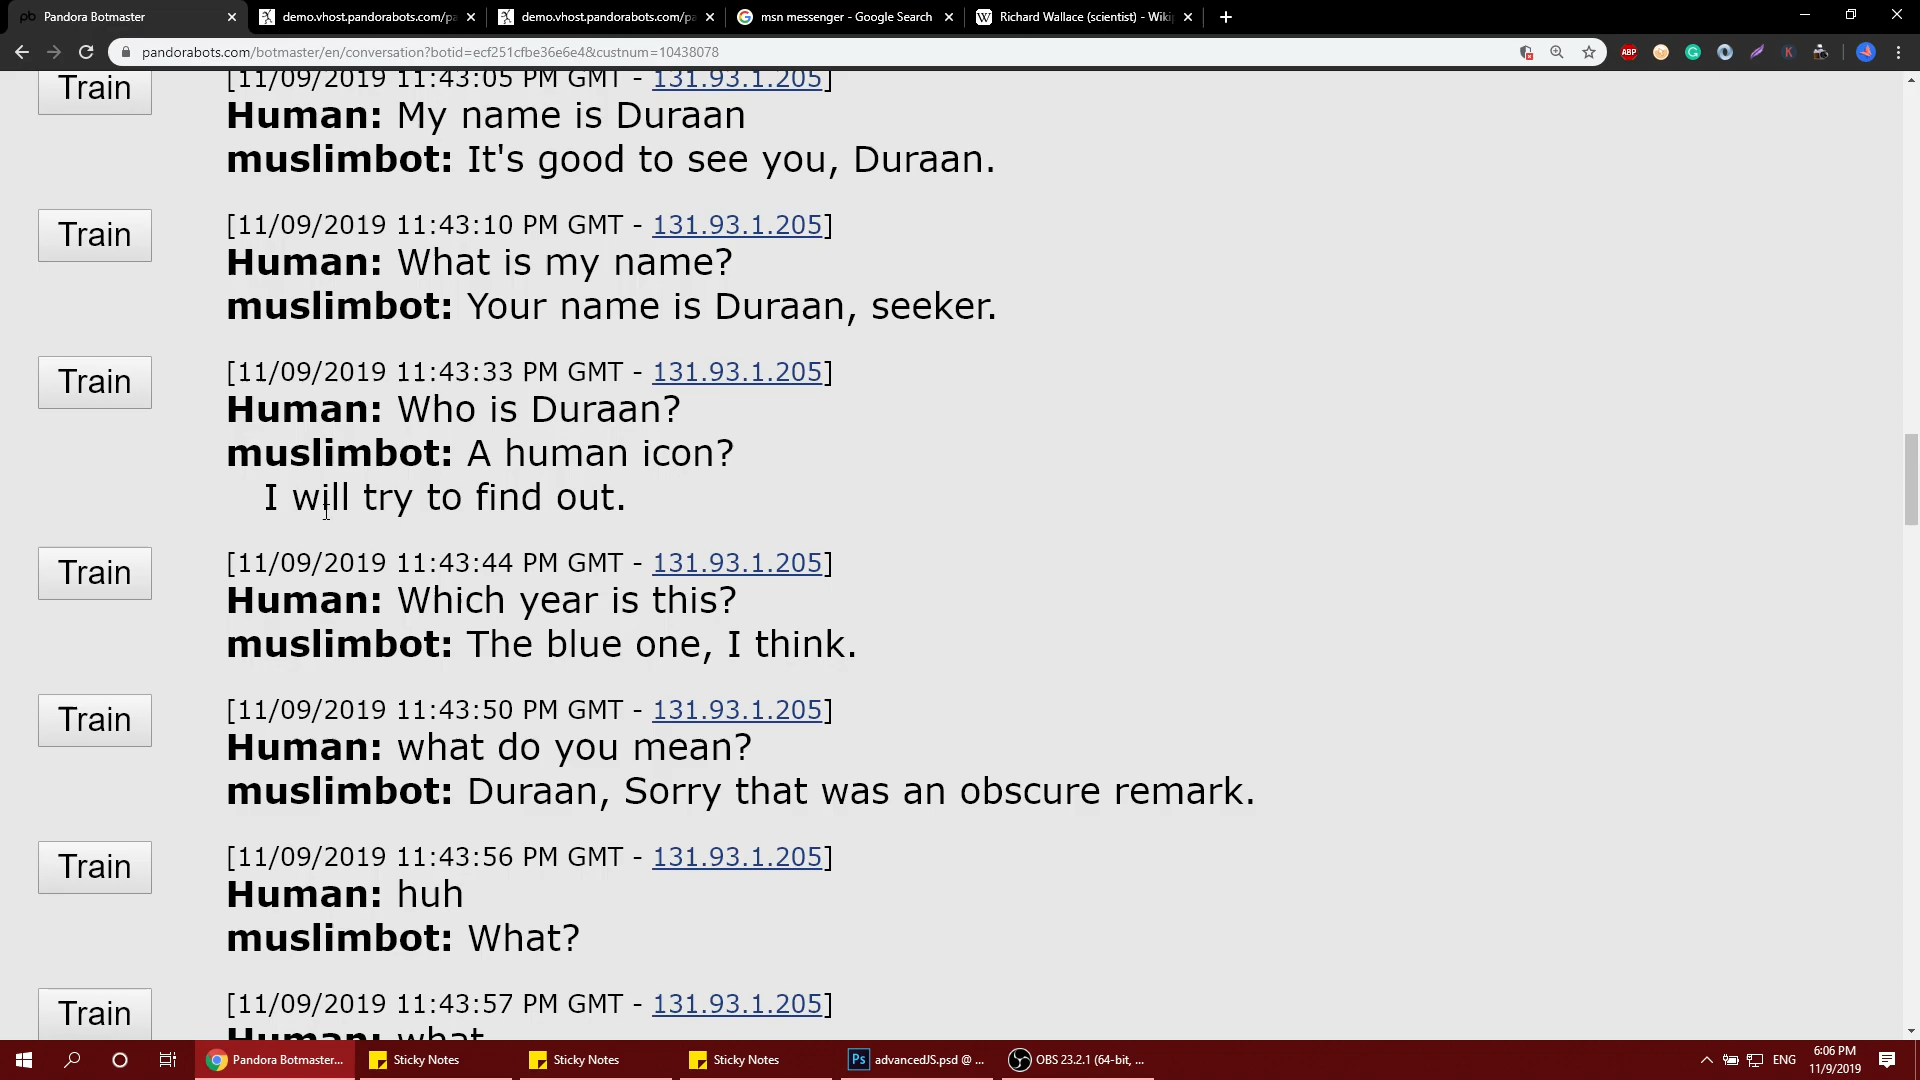 pb Pandora Botmaster
demo.vhost.pandorabots.com/pa
demo.vhost.pandorabots.com/pa
msn messenger - Google Search
Richard Wallace (scientist) - Wiki
pandorabots.com/botmaster/en/conversation?botid=ecf251cfbe36e6e4&custnum=10438078
ABP
Train
[11/09/2019 11:43:05 PM GMT - 131.93.1.205]
Human: My name is Duraan
muslimbot: It's good to see you, Duraan.
Train
[11/09/2019 11:43:10 PM GMT - 131.93.1.205]
Human: What is my name?
muslimbot: Your name is Duraan, seeker.
Train
[11/09/2019 11:43:33 PM GMT - 131.93.1.205]
Human: Who is Duraan?
muslimbot: A human icon?
I will try to find out.
Train
[11/09/2019 11:43:44 PM GMT - 131.93.1.205]
Human: Which year is this?
muslimbot: The blue one, I think.
Train
[11/09/2019 11:43:50 PM GMT - 131.93.1.205]
Human: what do you mean?
muslimbot: Duraan, Sorry that was an obscure remark.
Train
[11/09/2019 11:43:56 PM GMT - 131.93.1.205]
Human: huh
muslimbot: What?
Train
[11/09/2019 11:43:57 PM GMT - 131.93.1.205]
Human: what
Pandora Botmaster...
Sticky Notes
Sticky Notes
Sticky Notes
Ps advancedJS.psd @ ...
OBS 23.2.1 (64-bit, ...
ENG
6:06 PM
11/9/2019